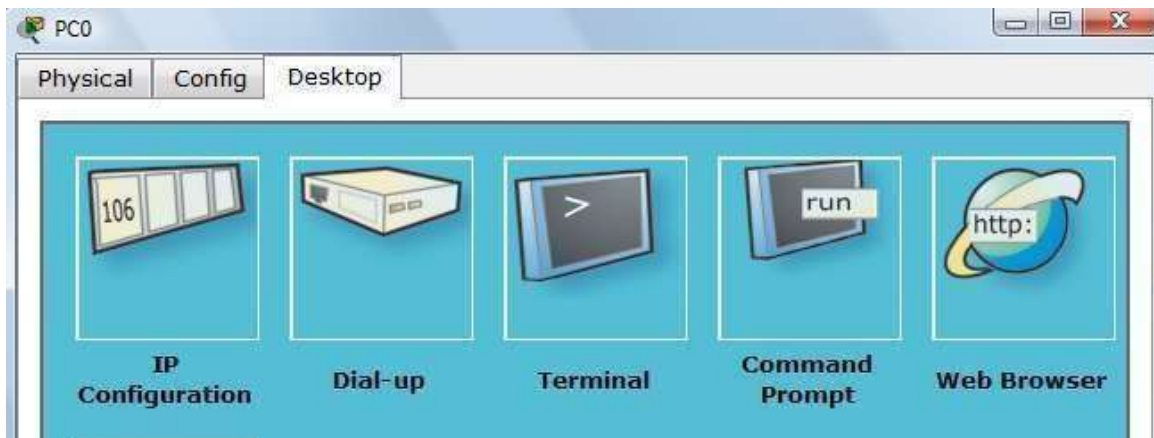 PC0
Physical Config Desktop
106
>
run
http:
IP
Configuration
Dial-up
Terminal
Command
Prompt
Web Browser